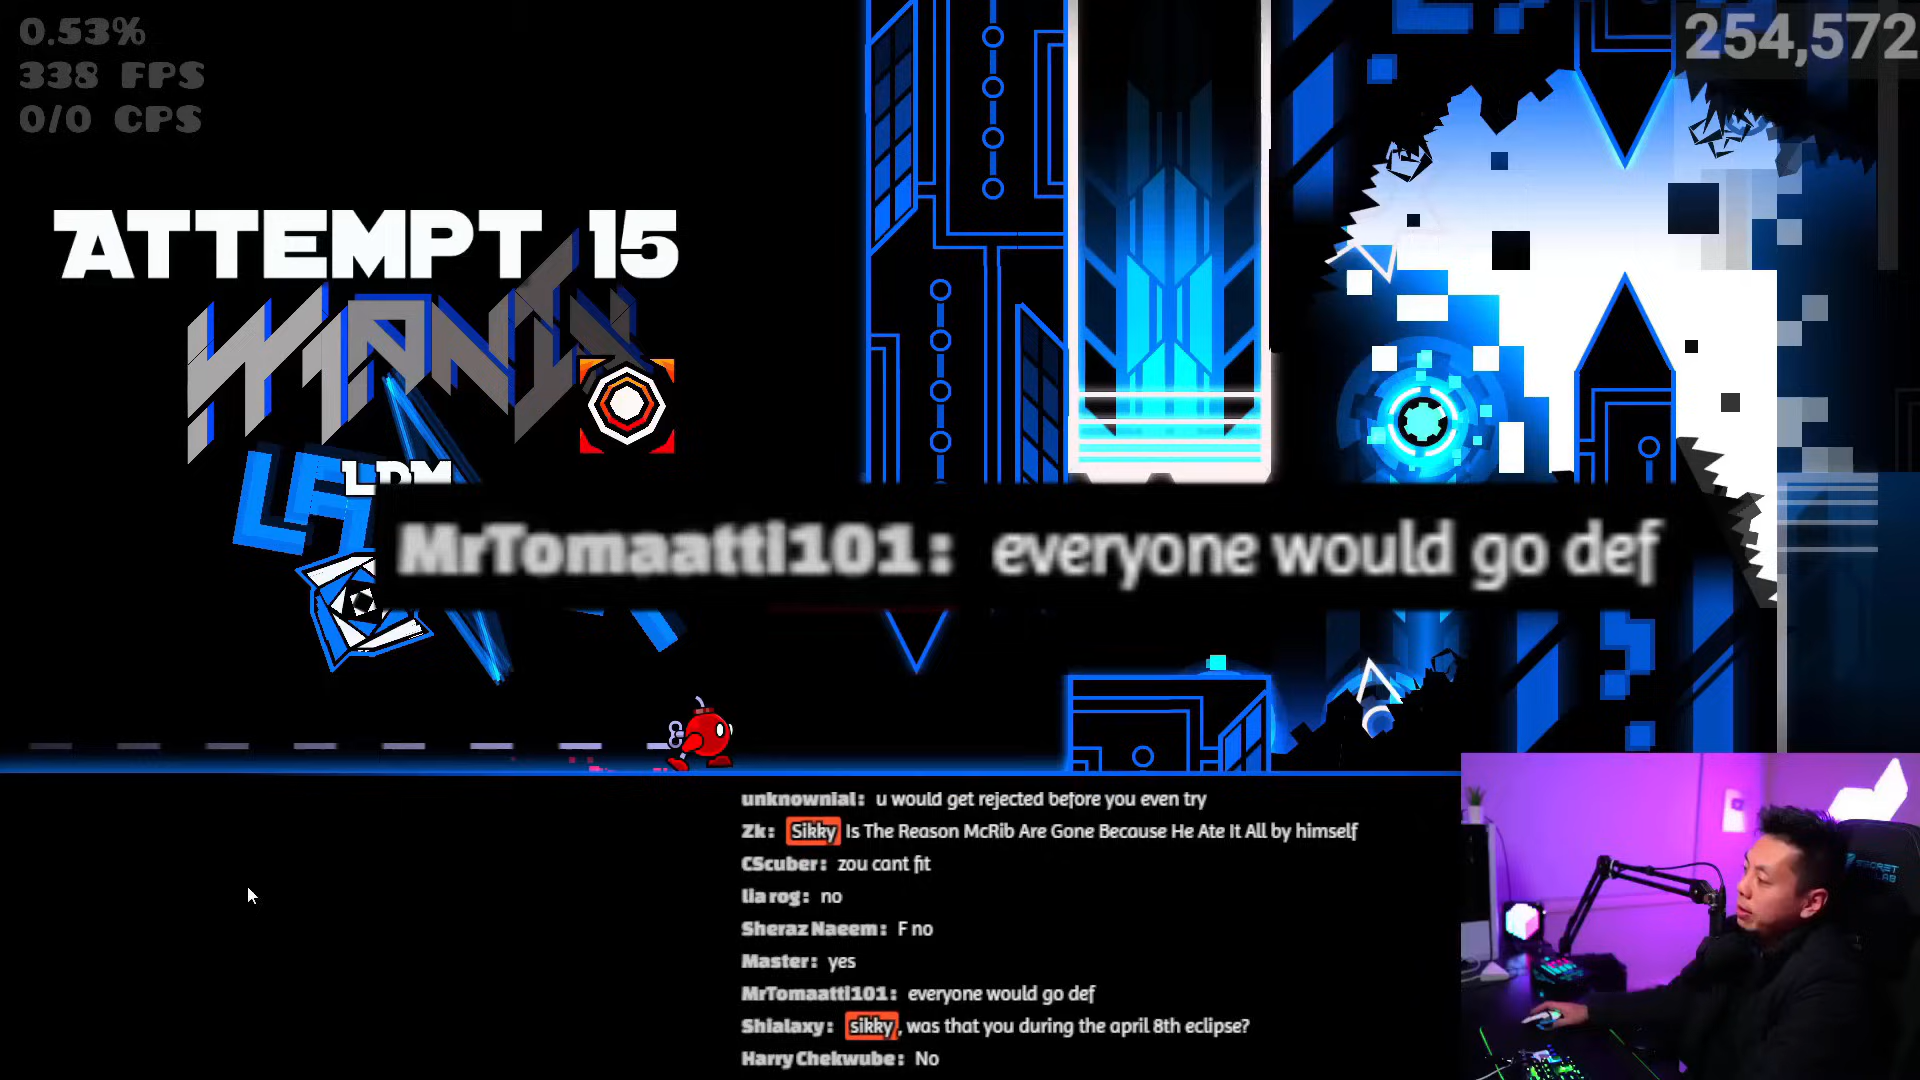 0.53%
338 FPS
0/0 CPS
254,572
ATTEMPT 15
MANIX
LDM
MrTomaatti101: everyone would go def
unknownial: u would get rejected before you even try
Zk: Sikky Is The Reason McRib Are Gone Because He Ate It All by himself
CScuber: zou cant fit
lia rog: no
Sheraz Naeem: F no
Master: yes
MrTomaatti101: everyone would go def
Shialaxy: sikky, was that you during the april 8th eclipse?
Harry Chekwube: No
SECRET
LAB